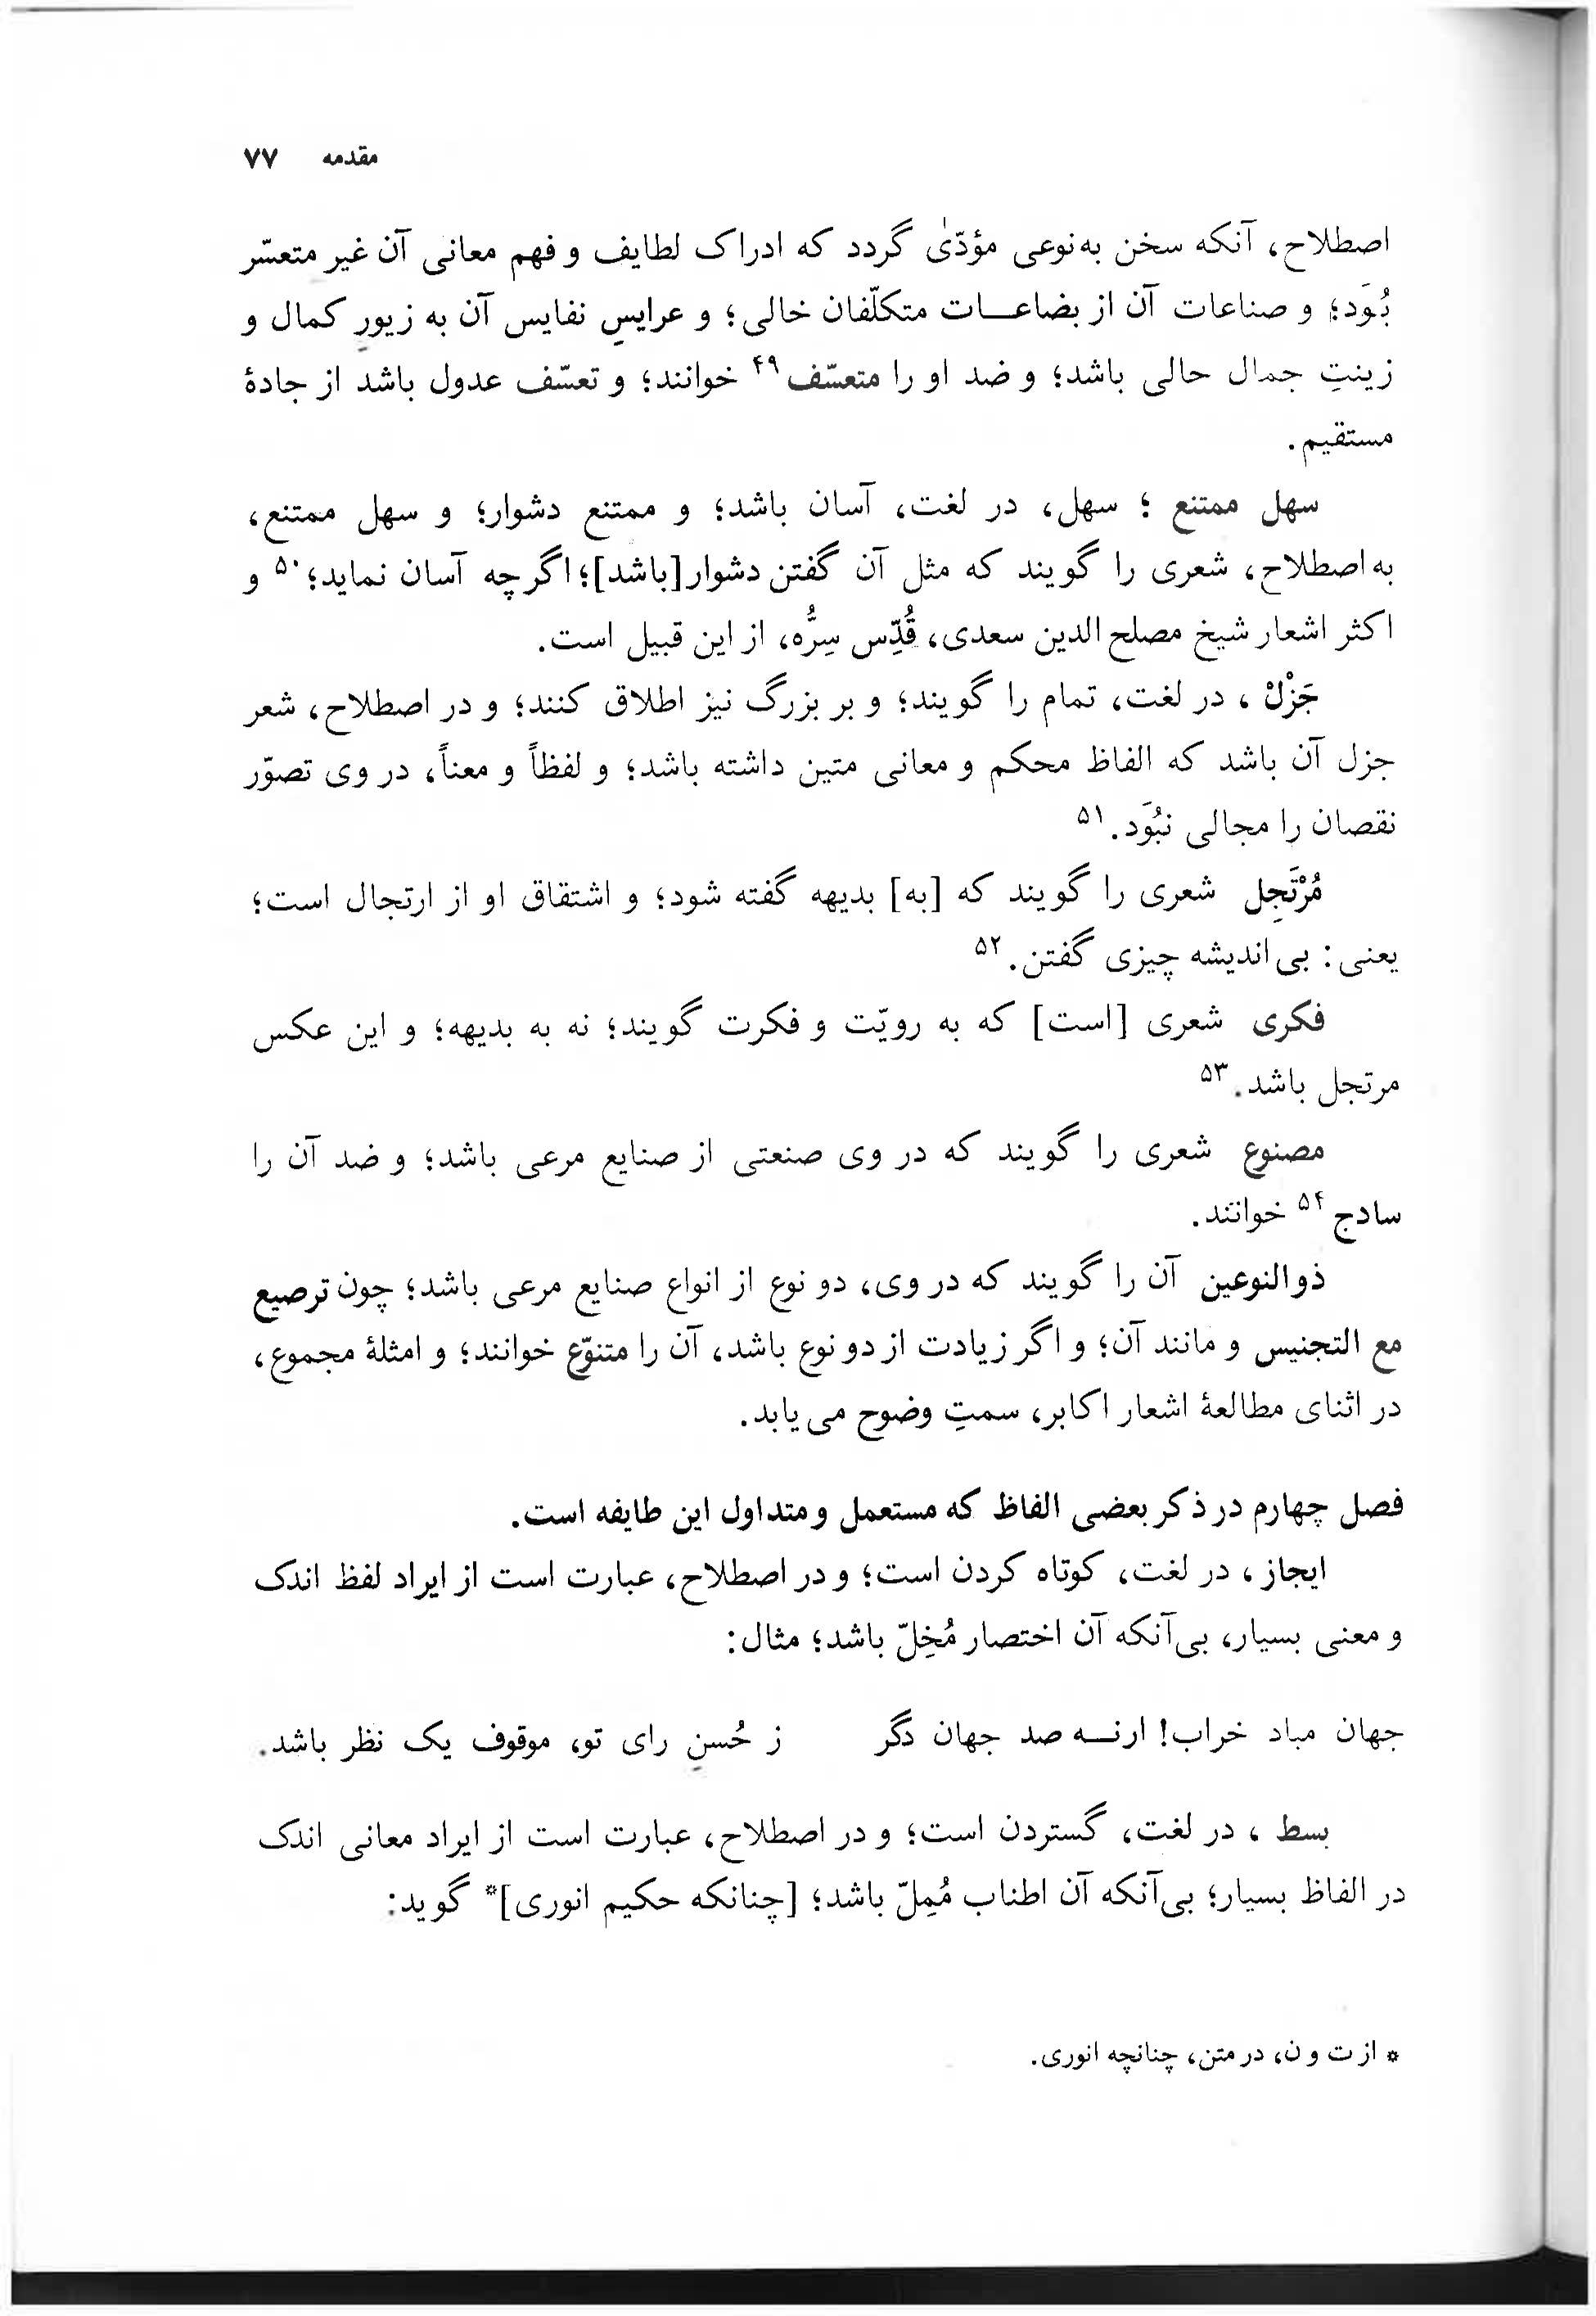 مقدمه ۷۷
اصطلاح، آنکه سخن به‌نوعی مؤدّیٰ گردد که ادراک لطایف و فهم معانی آن غیر متعسّر
بُوَد؛ و صناعات آن از بضاعــات متکلّفان خالی؛ و عرایسِ نفایس آن به زیورِ کمال و
زینتِ جمال حالی باشد؛ و ضد او را متعسّف۴۹ خوانند؛ و تعسّف عدول باشد از جادهٔ
مستقیم.
سهل ممتنع ؛ سهل، در لغت، آسان باشد؛ و ممتنع دشوار؛ و سهل ممتنع،
به اصطلاح، شعری را گویند که مثل آن گفتن دشوار[باشد]؛ اگرچه آسان نماید؛۵۰ و
اکثر اشعار شیخ مصلح‌الدین سعدی، قُدِّس سِرُّه، از این قبیل است.
جَزْلْ ، در لغت، تمام را گویند؛ و بر بزرگ نیز اطلاق کنند؛ و در اصطلاح، شعر
جزل آن باشد که الفاظ محکم و معانی متین داشته باشد؛ و لفظاً و معناً، در وی تصوّر
نقصان را مجالی نبُوَد.۵۱
مُرْتَجِل شعری را گویند که [به] بدیهه گفته شود؛ و اشتقاق او از ارتجال است؛
یعنی: بی‌اندیشه چیزی گفتن.۵۲
فکری شعری [است] که به رویّت و فکرت گویند؛ نه به بدیهه؛ و این عکس
مرتجل باشد.۵۳
مصنوع شعری را گویند که در وی صنعتی از صنایع مرعی باشد؛ و ضد آن را
سادج۵۴ خوانند.
ذوالنوعین آن را گویند که در وی، دو نوع از انواع صنایع مرعی باشد؛ چون ترصیع
مع التجنیس و مانند آن؛ و اگر زیادت از دو نوع باشد، آن را متنوّع خوانند؛ و امثلهٔ مجموع،
در اثنای مطالعهٔ اشعار اکابر، سمتِ وضوح می‌یابد.
فصل چهارم در ذکر بعضی الفاظ که مستعمل و متداول این طایفه است.
ایجاز ، در لغت، کوتاه کردن است؛ و در اصطلاح، عبارت است از ایراد لفظ اندک
و معنی بسیار، بی‌آنکه آن اختصار مُخِلّ باشد؛ مثال:
جهان مباد خراب! ارنــه صد جهان دگر ز حُسنِ رای تو، موقوف یک نظر باشد.
بسط ، در لغت، گستردن است؛ و در اصطلاح، عبارت است از ایراد معانی اندک
در الفاظ بسیار؛ بی‌آنکه آن اطناب مُمِلّ باشد؛ [چنانکه حکیم انوری]* گوید:
* از ت و ن، در متن، چنانچه انوری.